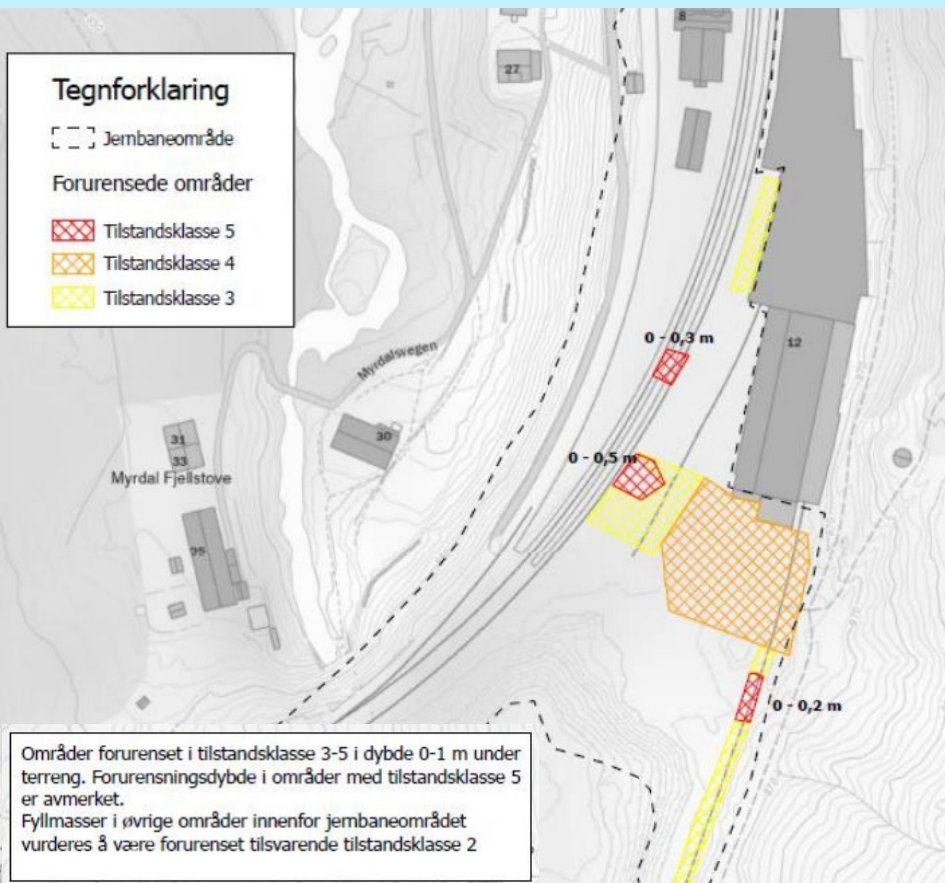 8
27
Tegnforklaring
Jernbaneområde
Forurensede områder
Tilstandsklasse 5
Tilstandsklasse 4
Tilstandsklasse 3
0 - 0,3 m
12
Myrdalsvegen
30
31
33
0 - 0,5 m
Myrdal Fjellstove
0 - 0,2 m
Områder forurenset i tilstandsklasse 3-5 i dybde 0-1 m under
terreng. Forurensningsdybde i områder med tilstandsklasse 5
er avmerket.
Fyllmasser i øvrige områder innenfor jernbaneområdet
vurderes å være forurenset tilsvarende tilstandsklasse 2